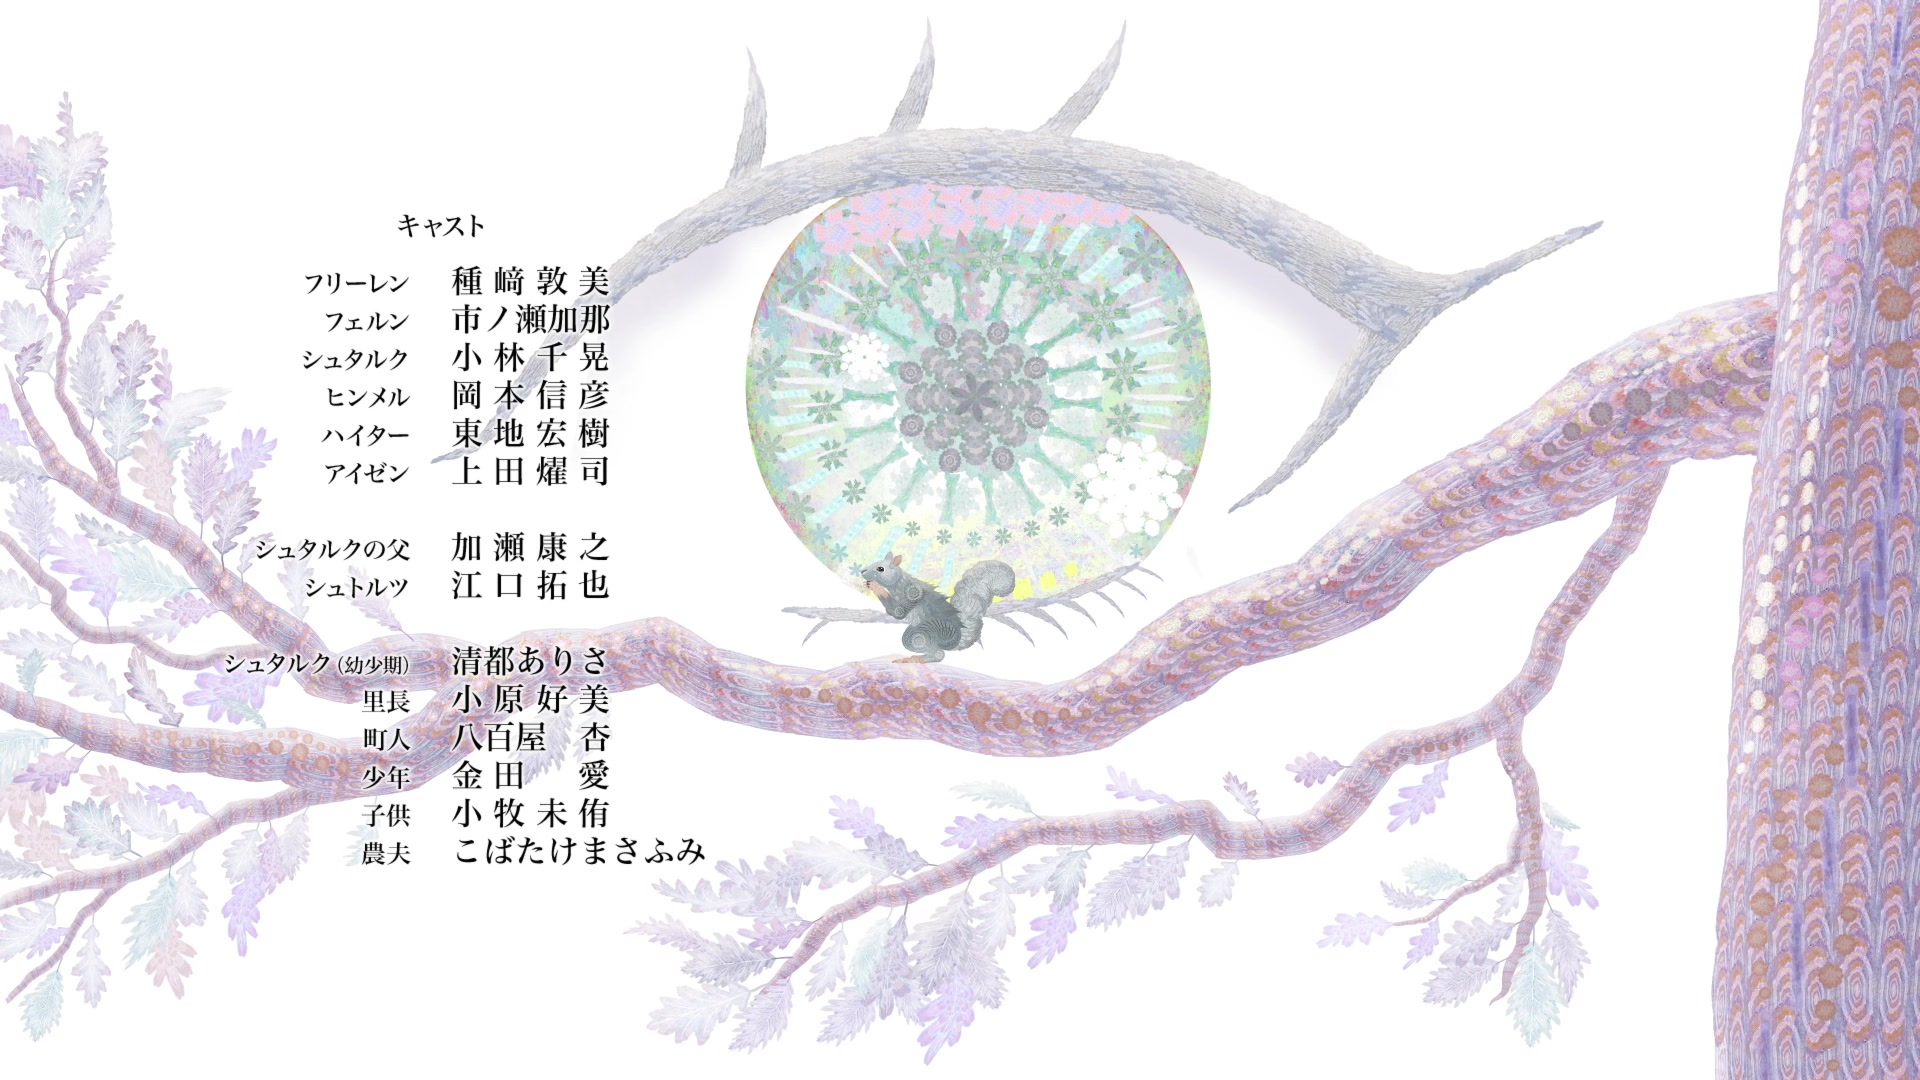 キャスト
フリーレン 種﨑敦美
フェルン 市ノ瀬加那
シュタルク 小林千晃
ヒンメル 岡本信彦
ハイター 東地宏樹
アイゼン 上田燿司
シュタルクの父 加瀬康之
シュトルツ 江口拓也
シュタルク（幼少期） 清都ありさ
里長 小原好美
町人 八百屋 杏
少年 金田 愛
子供 小牧未侑
農夫 こばたけまさふみ